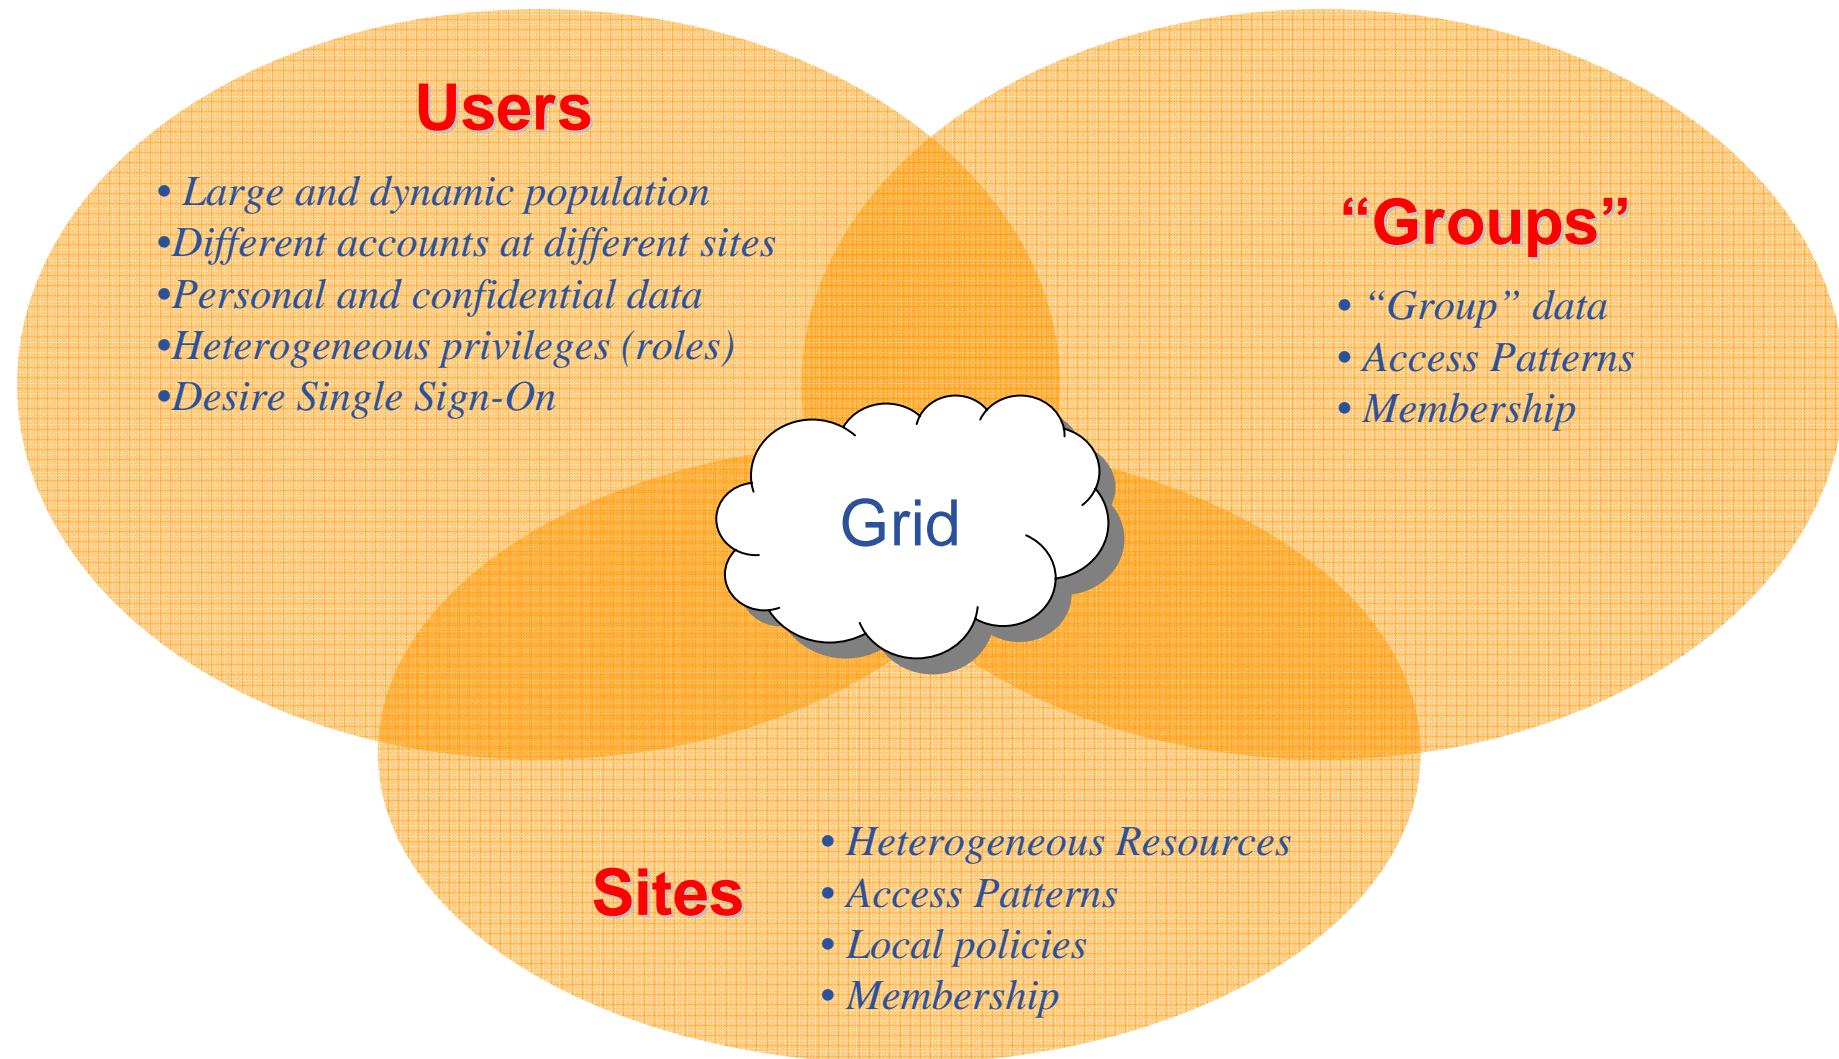 Users
• Large and dynamic population
•Different accounts at different sites
•Personal and confidential data
•Heterogeneous privileges (roles)
•Desire Single Sign-On
“Groups”
• “Group” data
• Access Patterns
• Membership
Grid
Sites
• Heterogeneous Resources
• Access Patterns
• Local policies
• Membership